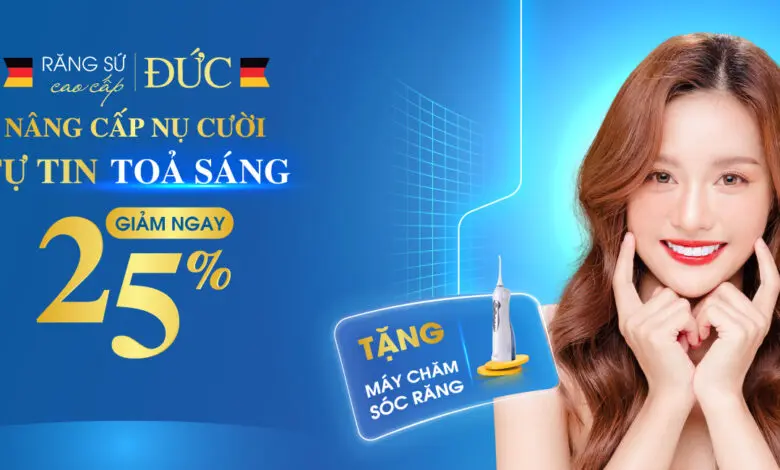 RĂNG SỨ
cao cấp
ĐỨC
NÂNG CẤP NỤ CƯỜI
TỰ TIN TOẢ SÁNG
GIẢM NGAY
25%
TẶNG
MÁY CHĂM
SÓC RĂNG